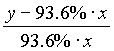 y − 93.6% · x
93.6% · x